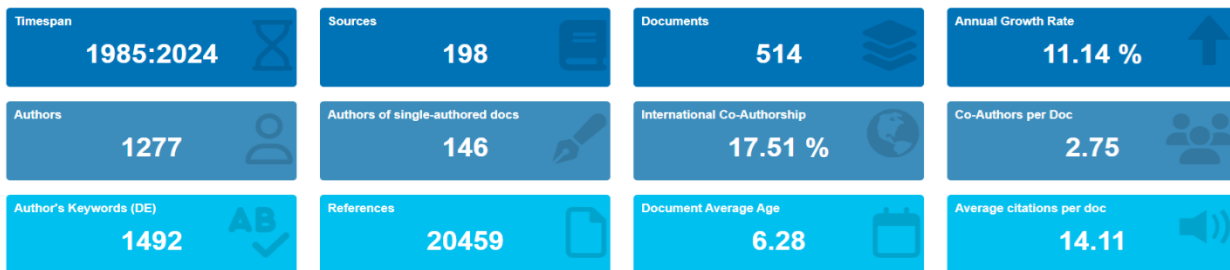 Timespan
1985:2024
Sources
198
Documents
514
Annual Growth Rate
11.14 %
Authors
1277
Authors of single-authored docs
146
International Co-Authorship
17.51 %
Co-Authors per Doc
2.75
Author's Keywords (DE)
1492
AB
References
20459
Document Average Age
6.28
Average citations per doc
14.11